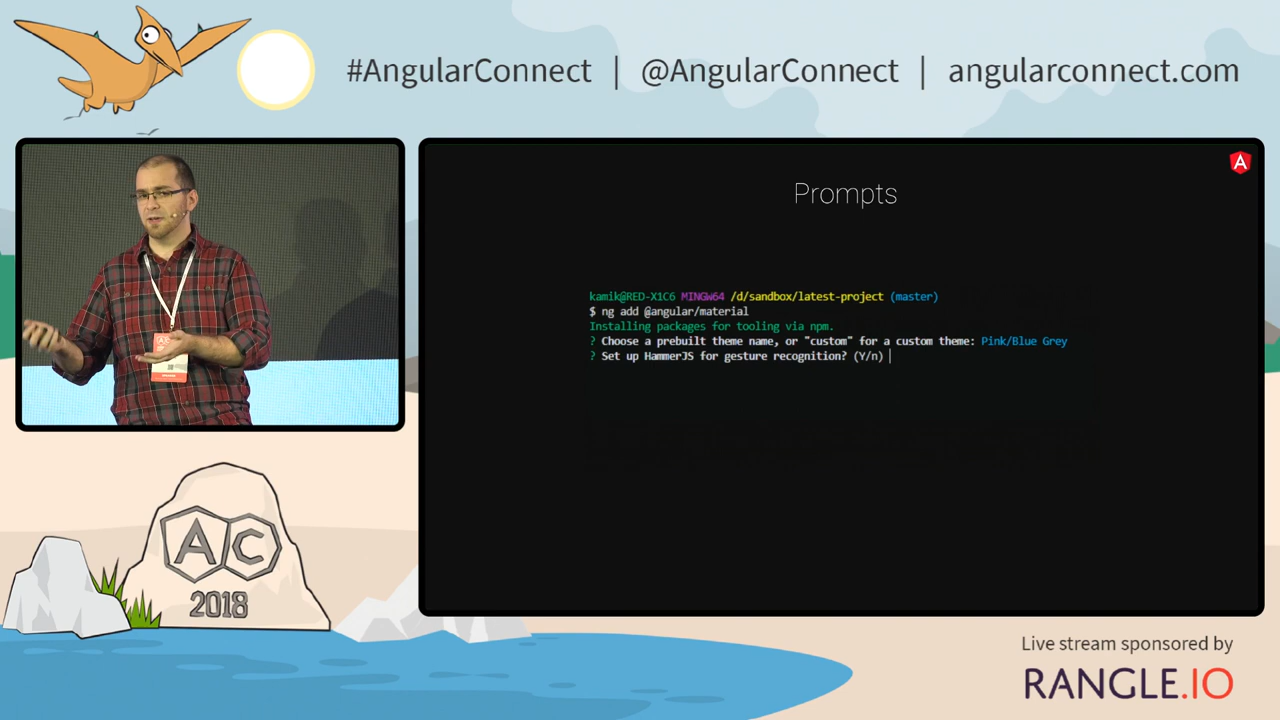 #AngularConnect | @AngularConnect | angularconnect.com
A
Prompts
kamik@RED-X1C6 MINGW64 /d/sandbox/latest-project (master)
$ ng add @angular/material
Installing packages for tooling via npm.
? Choose a prebuilt theme name, or "custom" for a custom theme: Pink/Blue Grey
? Set up HammerJS for gesture recognition? (Y/n)
AC
2018
Live stream sponsored by
RANGLE.IO